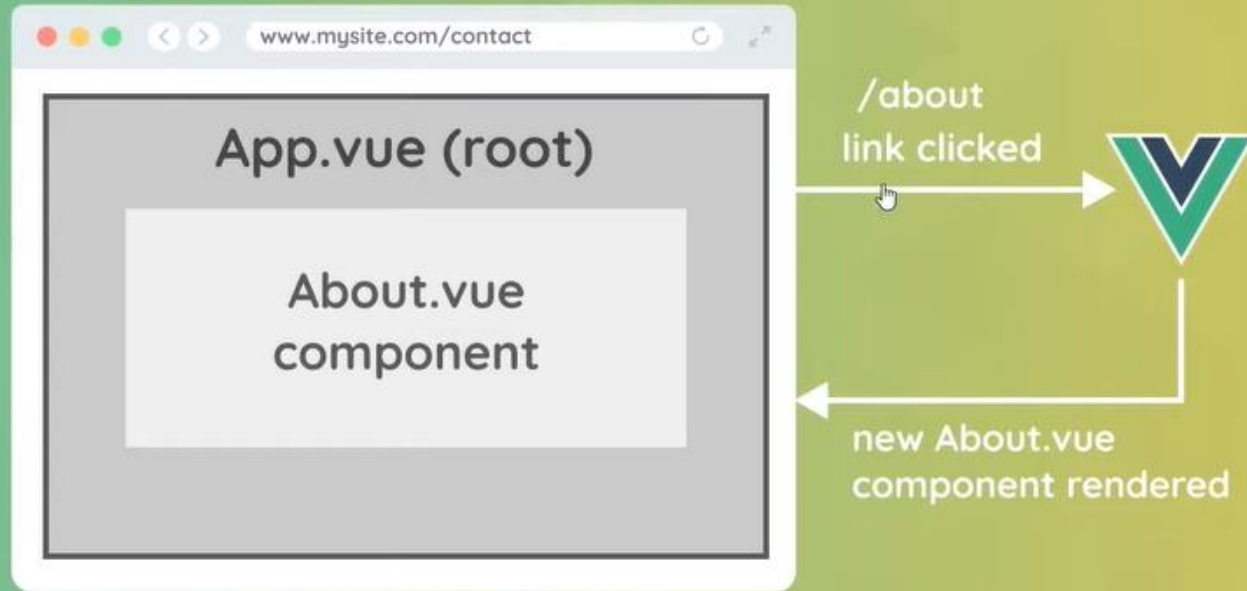 www.mysite.com/contact
App.vue (root)
About.vue
component
/about
link clicked
new About.vue
component rendered